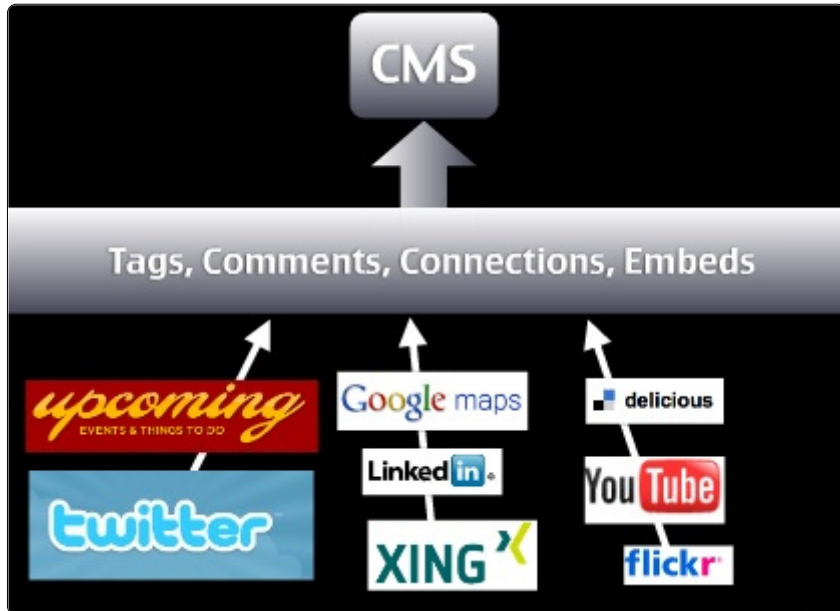 CMS
Tags, Comments, Connections, Embeds
upcoming
EVENTS & THINGS TO DO
twitter
Google maps
Linked in
XING
delicious
You Tube
flickr